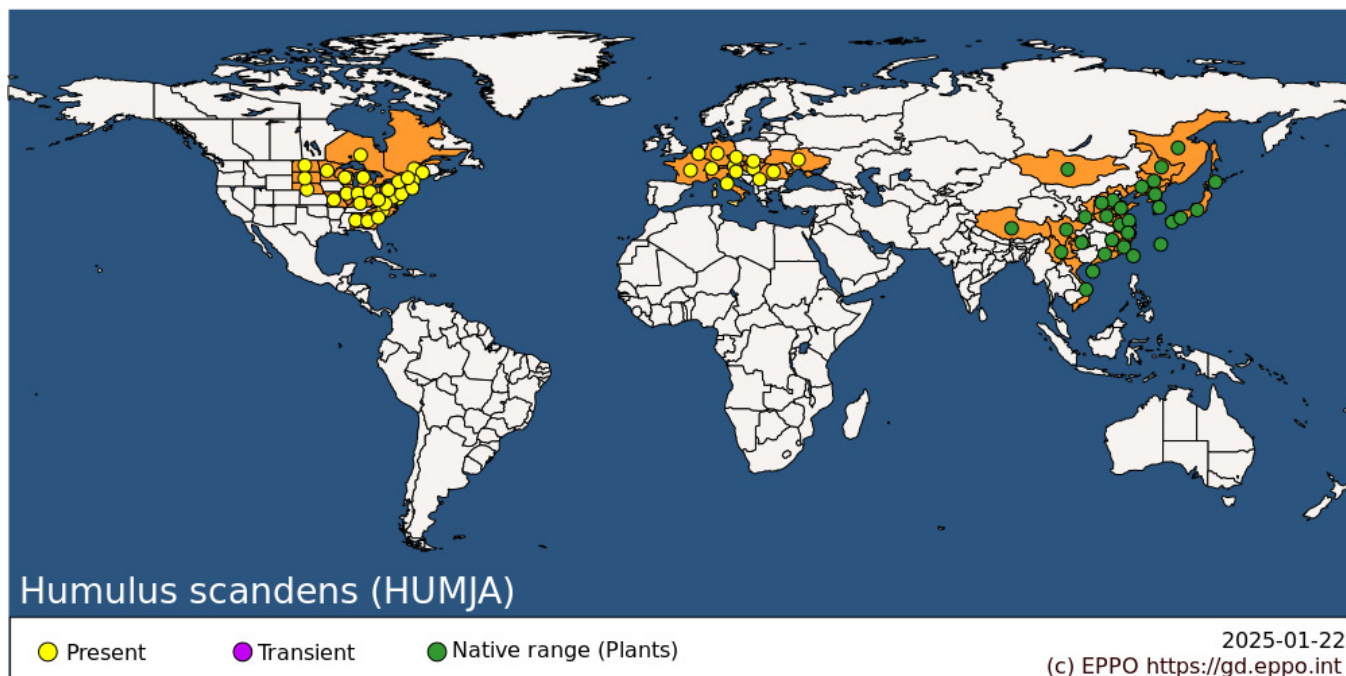 Humulus scandens (HUMJA)
Present
Transient
Native range (Plants)
2025-01-22
(c) EPPO https://gd.eppo.int